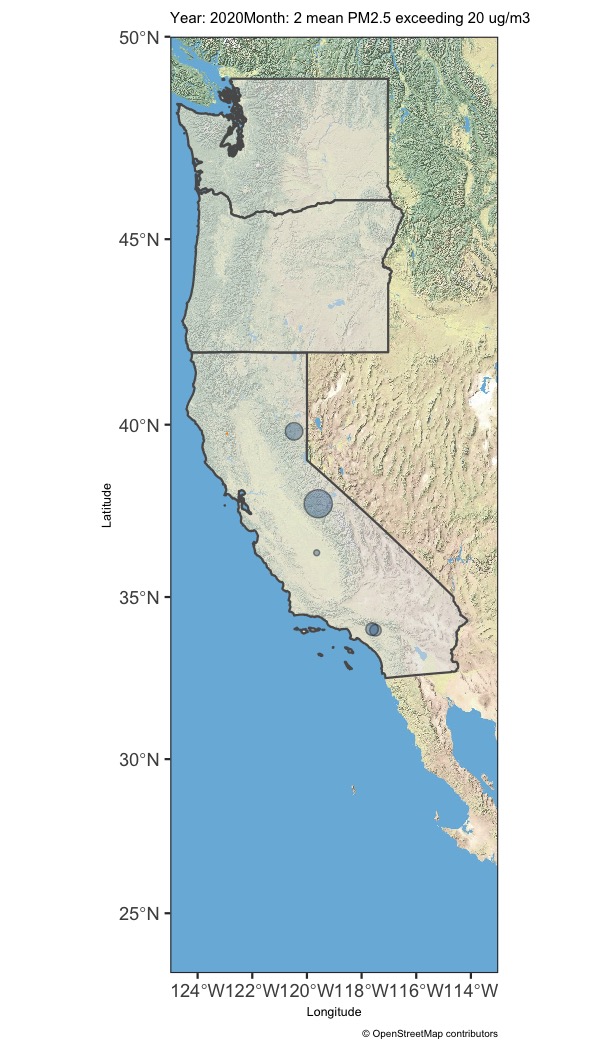 Year: 2020Month: 2 mean PM2.5 exceeding 20 ug/m3
50°N
45°N
40°N
35°N
30°N
25°N
Latitude
124°W122°W120°W118°W116°W114°W
Longitude
© OpenStreetMap contributors